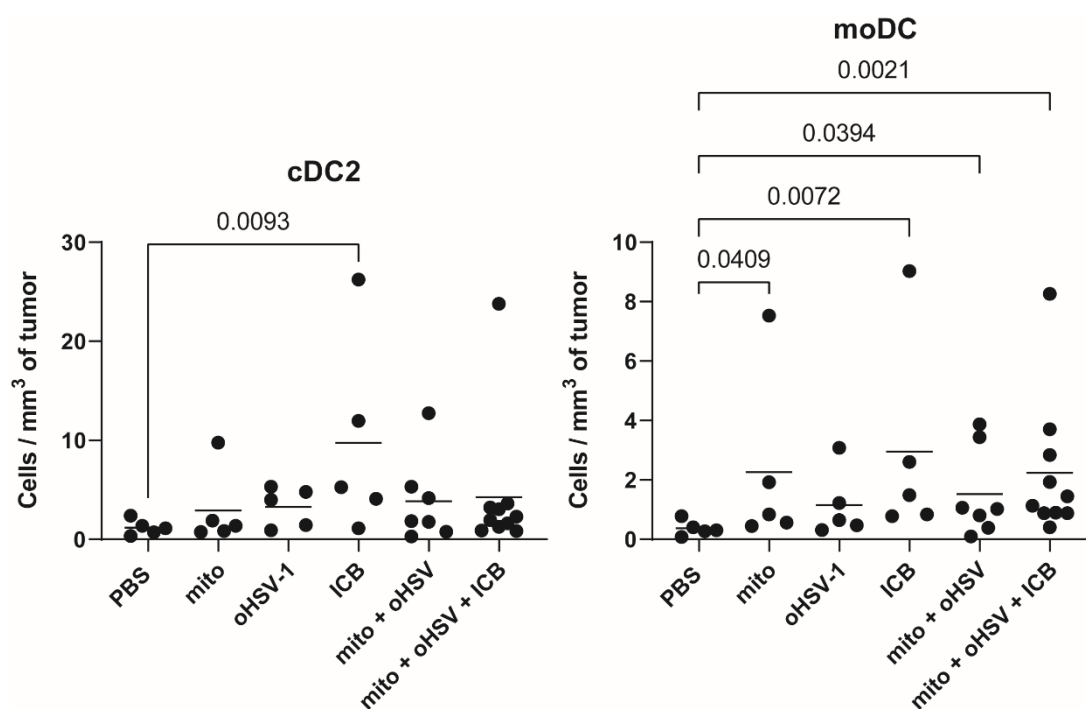 cDC2
0.0093
30
20
10
0
Cells / mm³ of tumor
PBS
mito
oHSV-1
ICB
mito + oHSV
mito + oHSV + ICB
moDC
0.0021
0.0394
0.0072
0.0409
10
8
6
4
2
0
Cells / mm³ of tumor
PBS
mito
oHSV-1
ICB
mito + oHSV
mito + oHSV + ICB